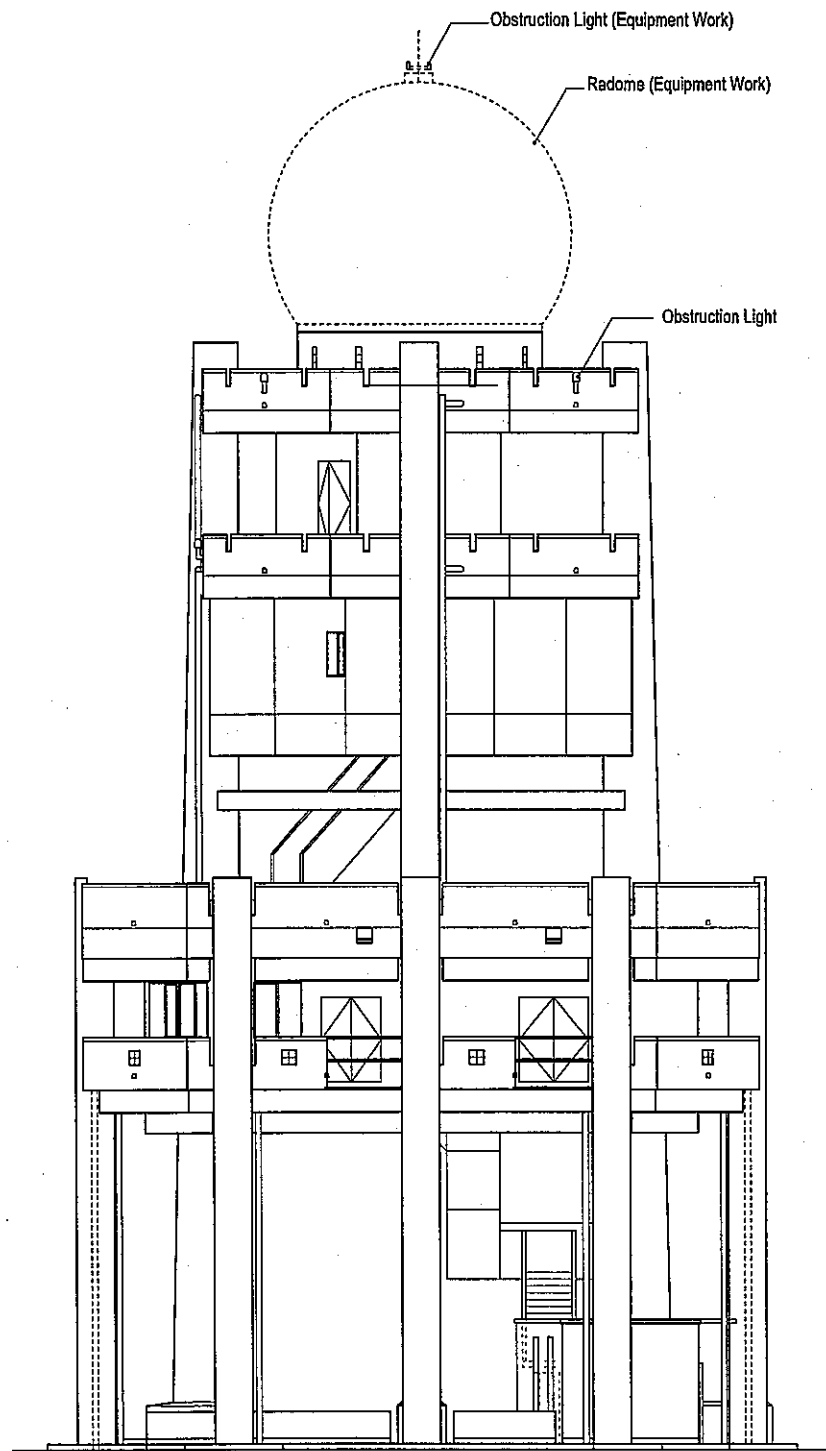 Obstruction Light (Equipment Work)
Radome (Equipment Work)
Obstruction Light